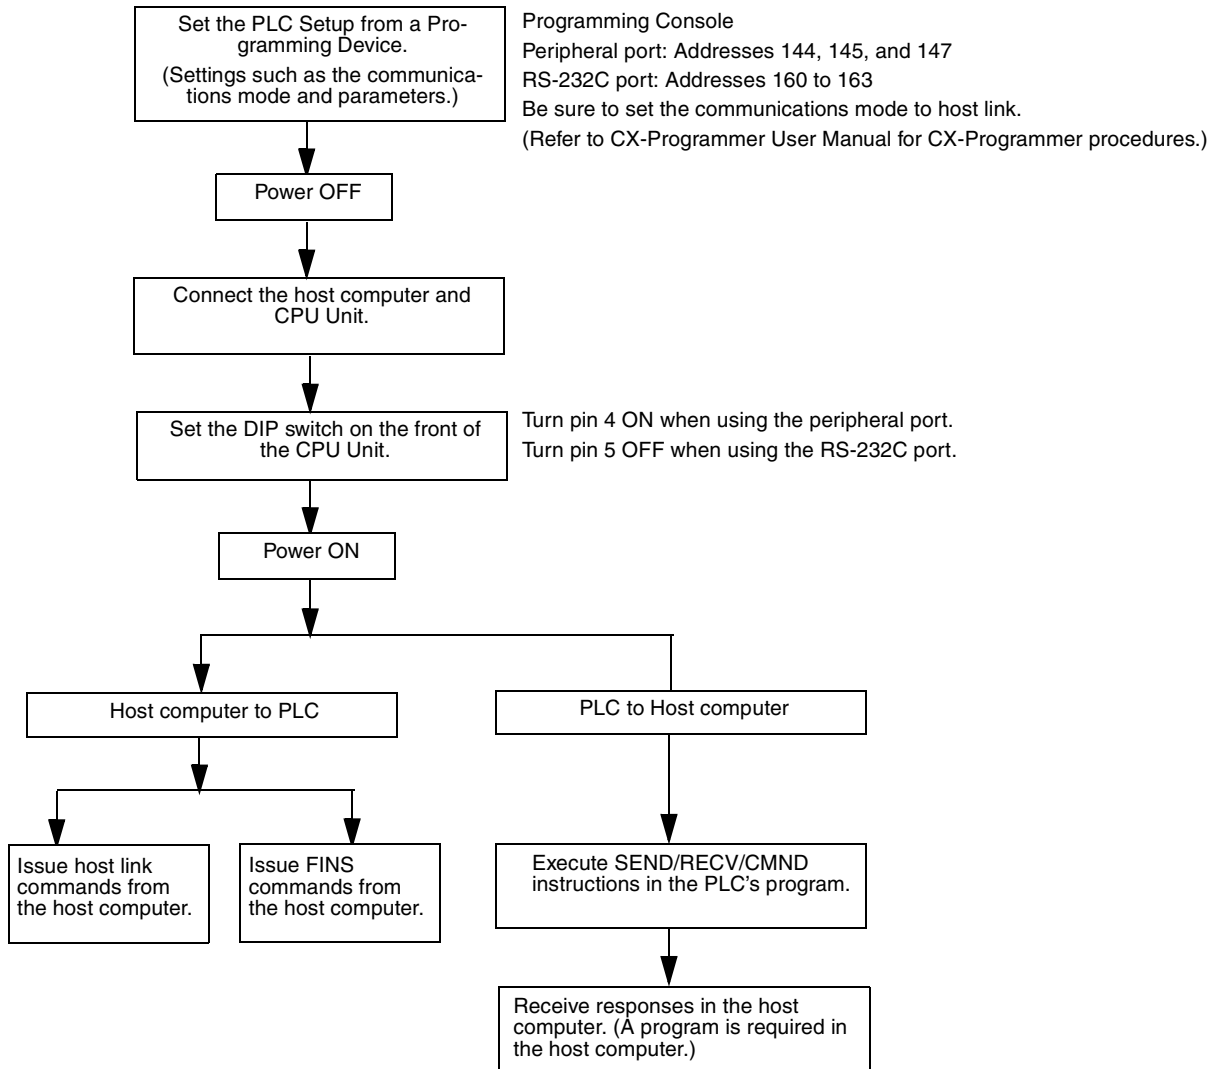 Set the PLC Setup from a Pro-
gramming Device.
(Settings such as the communica-
tions mode and parameters.)
Programming Console
Peripheral port: Addresses 144, 145, and 147
RS-232C port: Addresses 160 to 163
Be sure to set the communications mode to host link.
(Refer to CX-Programmer User Manual for CX-Programmer procedures.)
Power OFF
Connect the host computer and
CPU Unit.
Set the DIP switch on the front of
the CPU Unit.
Turn pin 4 ON when using the peripheral port.
Turn pin 5 OFF when using the RS-232C port.
Power ON
Host computer to PLC
PLC to Host computer
Issue host link
commands from
the host computer.
Issue FINS
commands from
the host computer.
Execute SEND/RECV/CMND
instructions in the PLC's program.
Receive responses in the host
computer. (A program is required in
the host computer.)